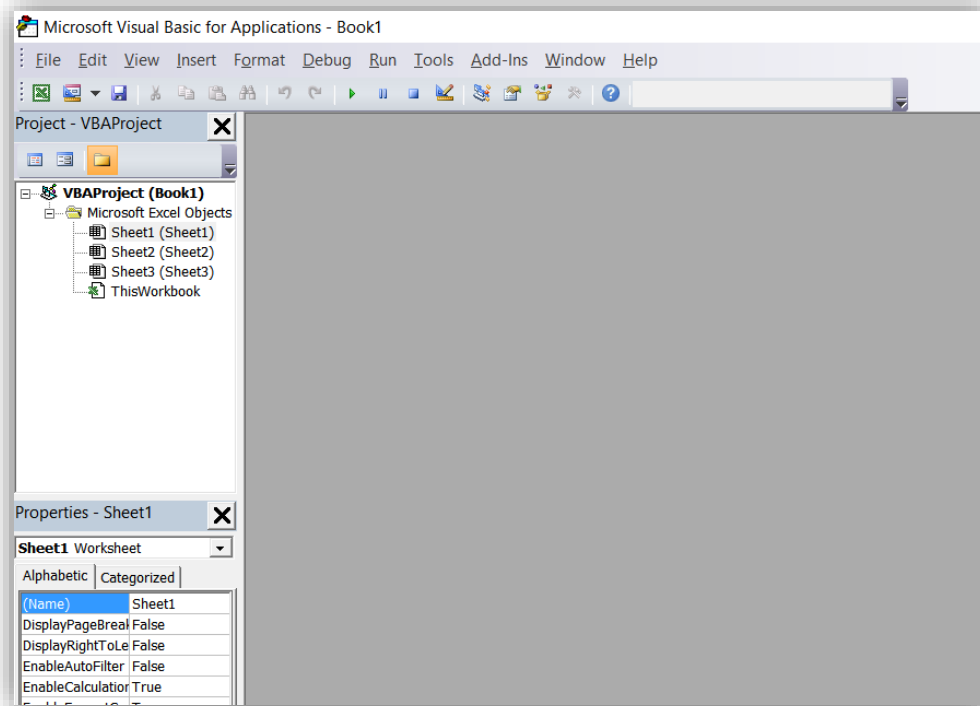 Microsoft Visual Basic for Applications - Book1
File Edit View Insert Format Debug Run Tools Add-Ins Window Help
Project - VBAProject
VBAProject (Book1)
Microsoft Excel Objects
Sheet1 (Sheet1)
Sheet2 (Sheet2)
Sheet3 (Sheet3)
ThisWorkbook
Properties - Sheet1
Sheet1 Worksheet
Alphabetic Categorized
(Name) Sheet1
DisplayPageBreak False
DisplayRightToLe False
EnableAutoFilter False
EnableCalculation True